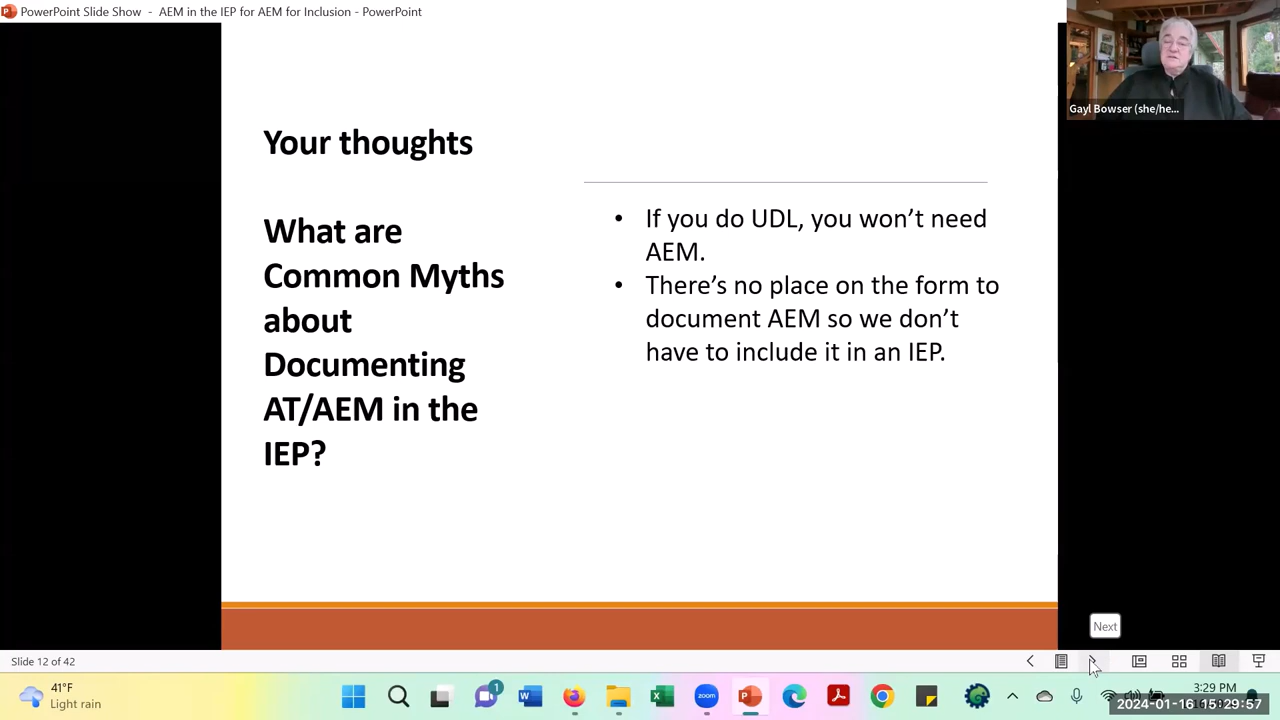 PowerPoint Slide Show - AEM in the IEP for AEM for Inclusion - PowerPoint
Gayl Bowser (she/he...
Your thoughts
What are
Common Myths
about
Documenting
AT/AEM in the
IEP?
• If you do UDL, you won’t need
AEM.
• There’s no place on the form to
document AEM so we don’t
have to include it in an IEP.
Next
Slide 12 of 42
41°F
Light rain
1
zoom
3:29 PM
2024-01-16 15:29:57